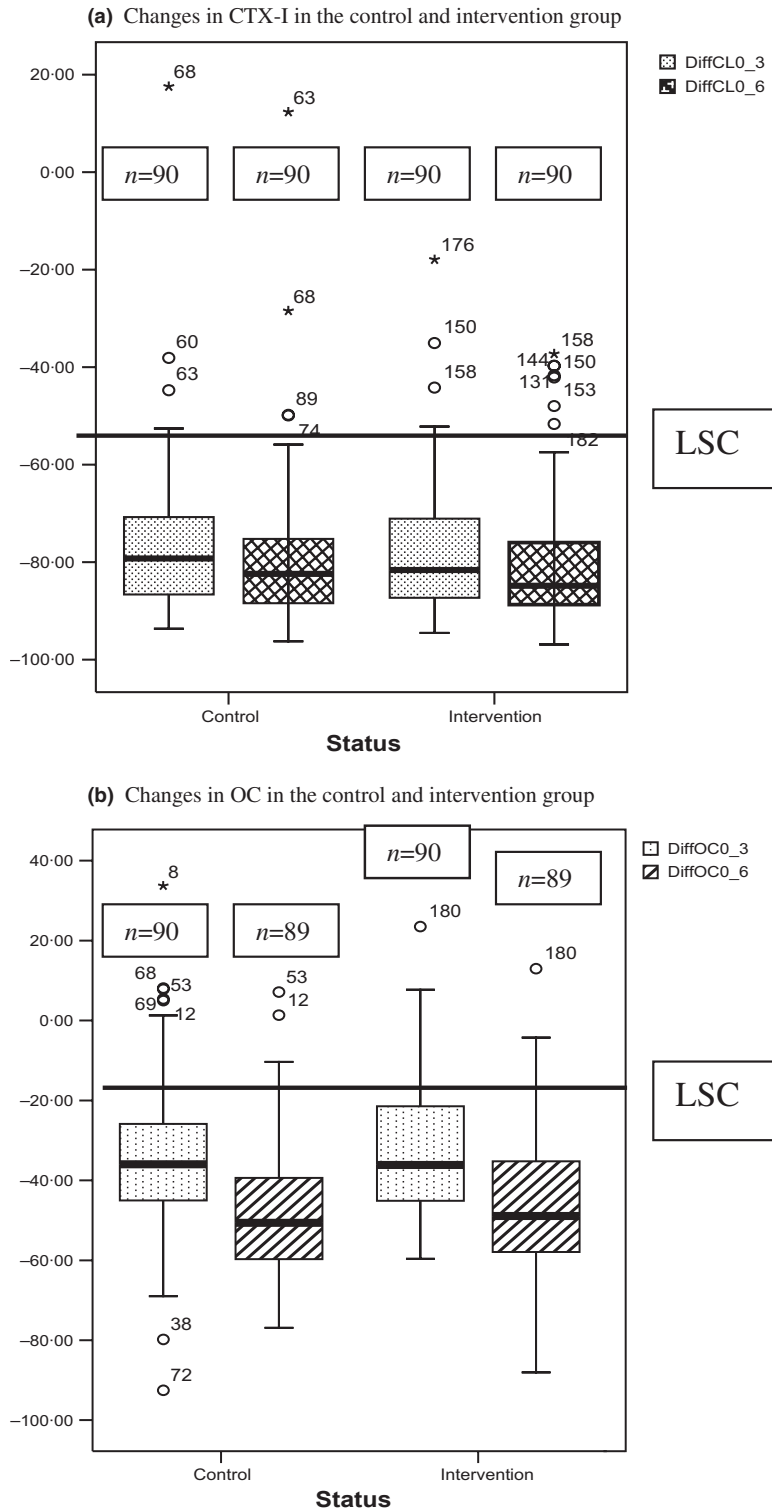 (a) Changes in CTX-I in the control and intervention group
DiffCL0_3
DiffCL0_6
20·00
0·00
–20·00
–40·00
–60·00
–80·00
–100·00
68
63
n=90
n=90
n=90
n=90
176
60
63
68
89
74
150
158
158
144
150
131
153
182
LSC
Control
Intervention
Status
(b) Changes in OC in the control and intervention group
DiffOC0_3
DiffOC0_6
40·00
20·00
0·00
–20·00
–40·00
–60·00
–80·00
–100·00
8
n=90
n=89
n=90
n=89
180
180
68
53
69
12
53
12
38
72
LSC
Control
Intervention
Status